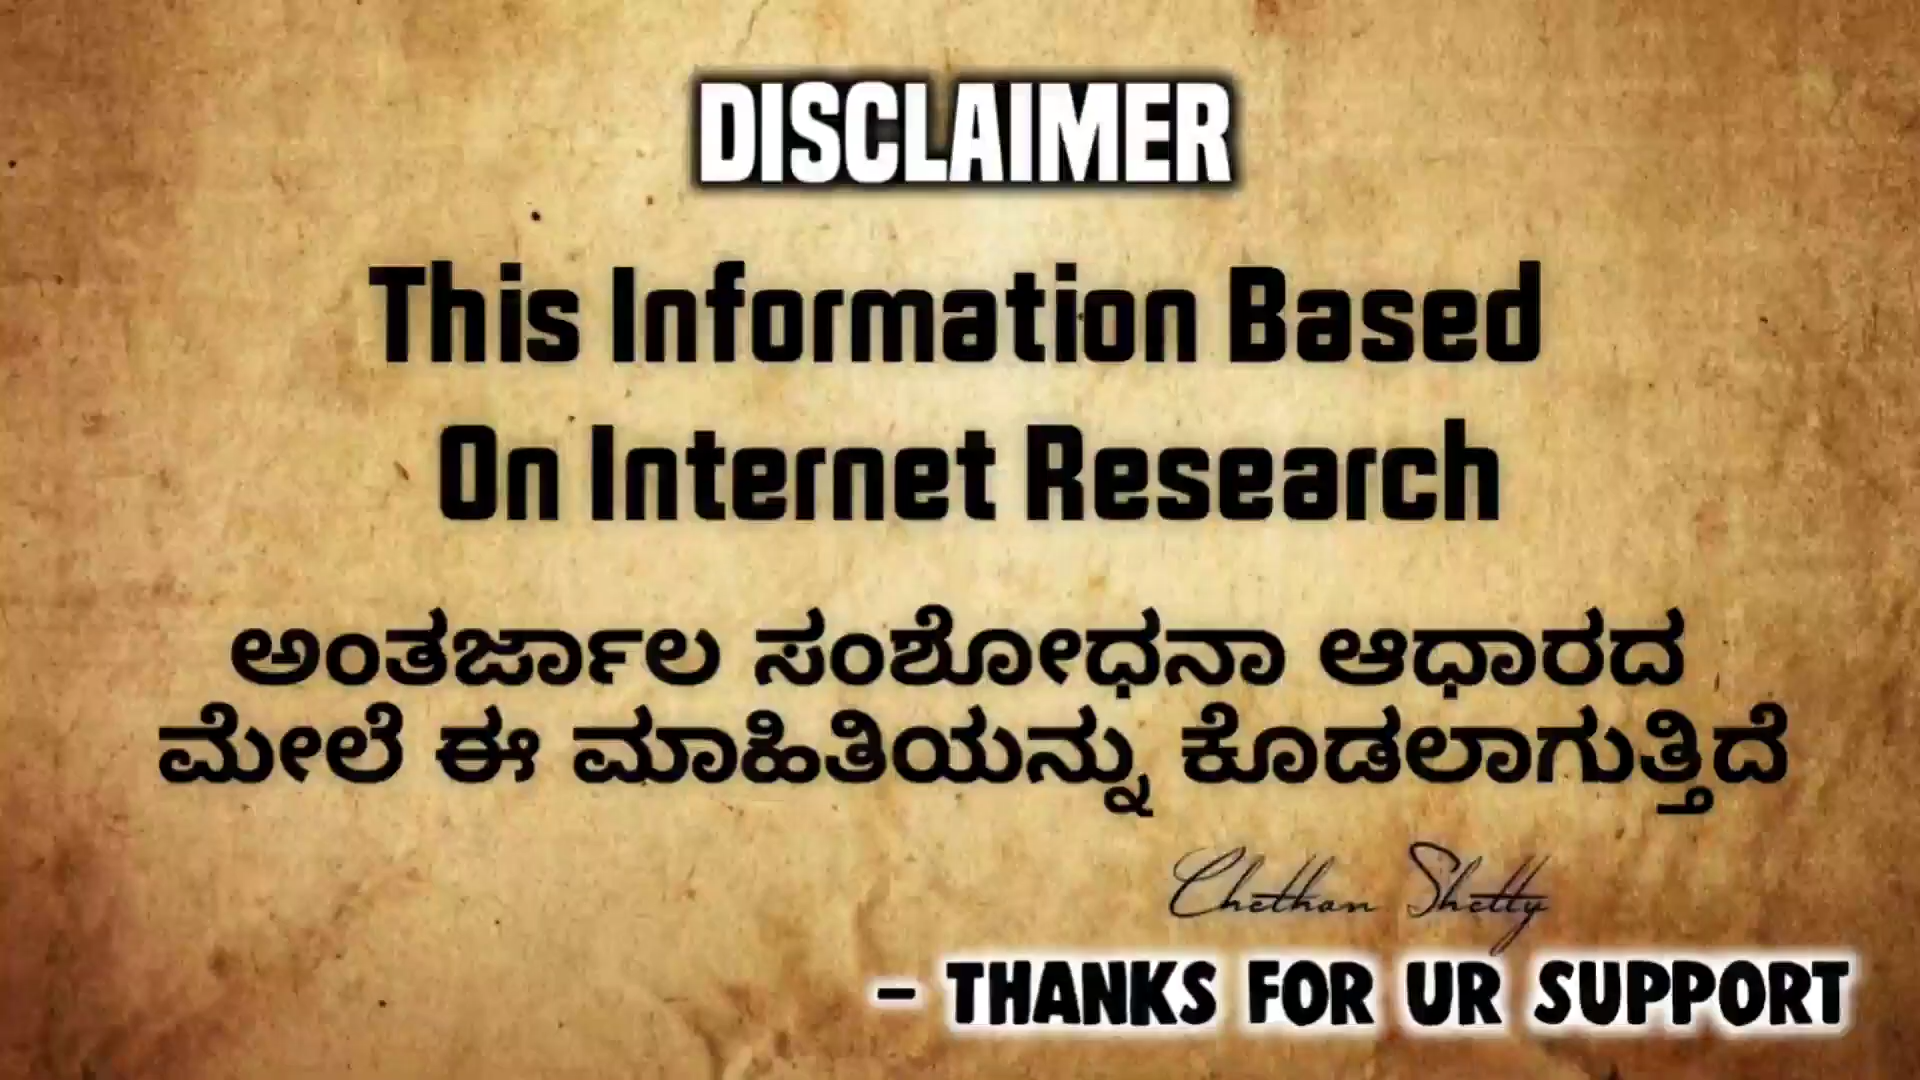 DISCLAIMER
This Information Based
On Internet Research
ಅಂತರ್ಜಾಲ ಸಂಶೋಧನಾ ಆಧಾರದ
ಮೇಲೆ ಈ ಮಾಹಿತಿಯನ್ನು ಕೊಡಲಾಗುತ್ತಿದೆ
Chethan Shetty
- THANKS FOR UR SUPPORT